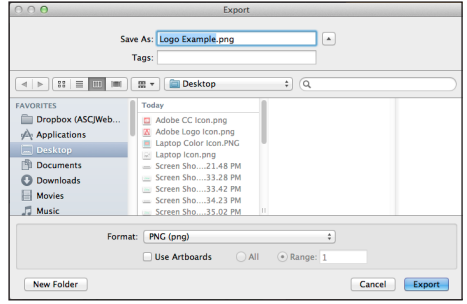 Export
Save As: Logo Example.png
Tags:
Desktop
FAVORITES
Dropbox (ASCJWeb...
Applications
Desktop
Documents
Downloads
Movies
Music
Today
Adobe CC Icon.png
Adobe Logo Icon.png
Laptop Color Icon.PNG
Laptop Icon.png
Screen Sho....21.48 PM
Screen Sho....33.28 PM
Screen Sho....33.42 PM
Screen Sho....34.23 PM
Screen Sho....35.02 PM
Format: PNG (png)
Use Artboards All Range: 1
New Folder Cancel Export